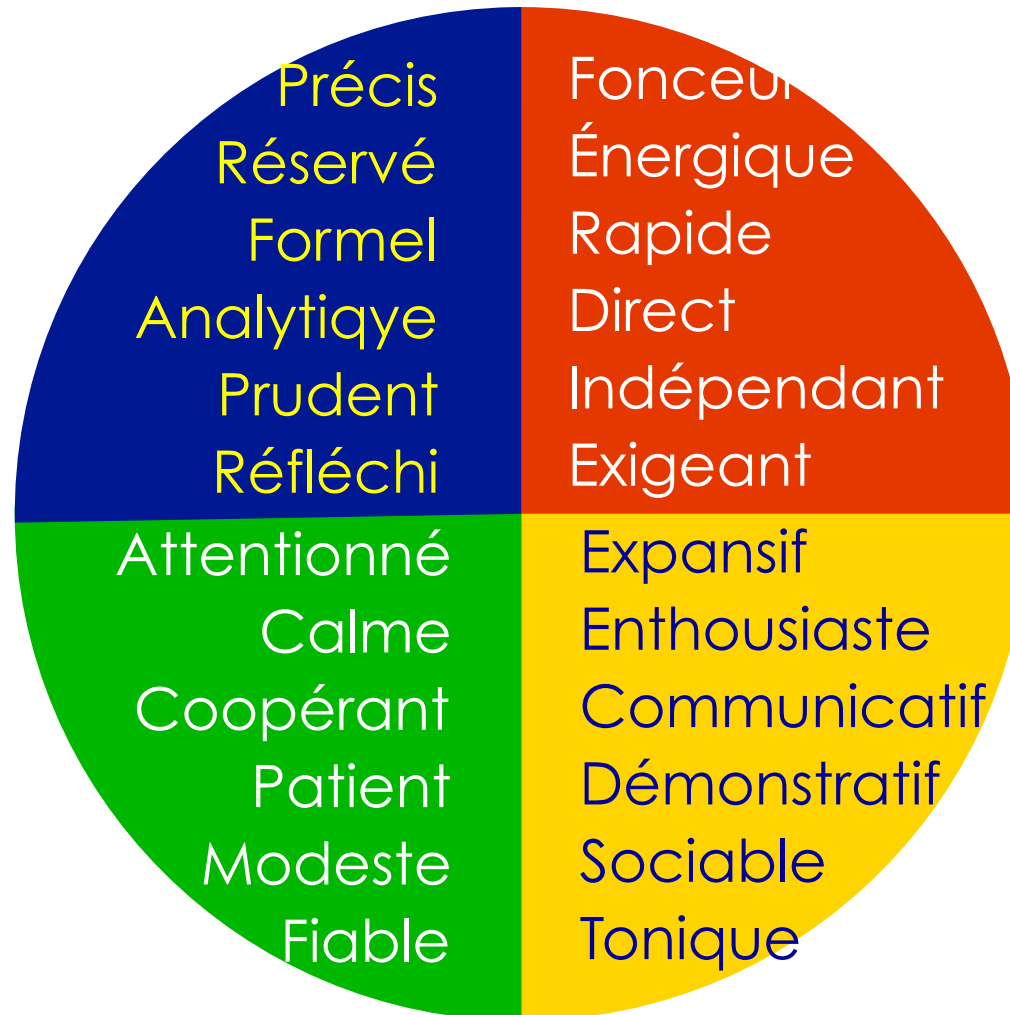 Précis
Réservé
Formel
Analytiqye
Prudent
Réfléchi
Fonceur
Énergique
Rapide
Direct
Indépendant
Exigeant
Attentionné
Calme
Coopérant
Patient
Modeste
Fiable
Expansif
Enthousiaste
Communicatif
Démonstratif
Sociable
Tonique